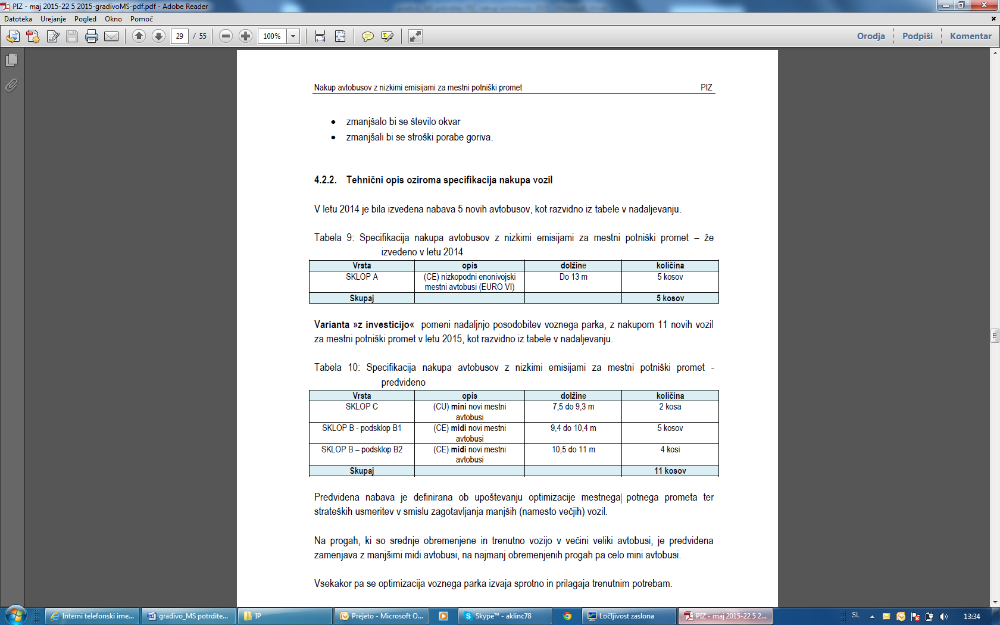 PIZ - maj 2015-22 5 2015-gradivoMS-pdf.pdf - Adobe Reader
Datoteka Urejanje Pogled Okno Pomoč
29 / 55 100% Orodja Podpiši Komentar
Nakup avtobusov z nizkimi emisijami za mestni potniški promet PIZ
• zmanjšalo bi se število okvar
• zmanjšali bi se stroški porabe goriva.
4.2.2. Tehnični opis oziroma specifikacija nakupa vozil
V letu 2014 je bila izvedena nabava 5 novih avtobusov, kot razvidno iz tabele v nadaljevanju.
Tabela 9: Specifikacija nakupa avtobusov z nizkimi emisijami za mestni potniški promet – že
izvedeno v letu 2014
Vrsta opis dolžine količina
SKLOP A (CE) nizkopodni enonivojski Do 13 m 5 kosov
mestni avtobusi (EURO VI)
Skupaj 5 kosov
Varianta »z investicijo« pomeni nadaljnjo posodobitev voznega parka, z nakupom 11 novih vozil
za mestni potniški promet v letu 2015, kot razvidno iz tabele v nadaljevanju.
Tabela 10: Specifikacija nakupa avtobusov z nizkimi emisijami za mestni potniški promet -
predvideno
Vrsta opis dolžine količina
SKLOP C (CU) mini novi mestni 7,5 do 9,3 m 2 kosa
avtobusi
SKLOP B - podsklop B1 (CE) midi novi mestni 9,4 do 10,4 m 5 kosov
avtobusi
SKLOP B – podsklop B2 (CE) midi novi mestni 10,5 do 11 m 4 kosi
avtobusi
Skupaj 11 kosov
Predvidena nabava je definirana ob upoštevanju optimizacije mestnega potnega prometa ter
strateških usmeritev v smislu zagotavljanja manjših (namesto večjih) vozil.
Na progah, ki so srednje obremenjene in trenutno vozijo v večini veliki avtobusi, je predvidena
zamenjava z manjšimi midi avtobusi, na najmanj obremenjenih progah pa celo mini avtobusi.
Vsekakor pa se optimizacija voznega parka izvaja sprotno in prilagaja trenutnim potrebam.
Interni telefonski ime... gradivo_MS potrdite... IP Prejeto - Microsoft O... Skype™ - aklinc78 Ločljivost zaslona PIZ - maj 2015-22 5 2... SL 13:34